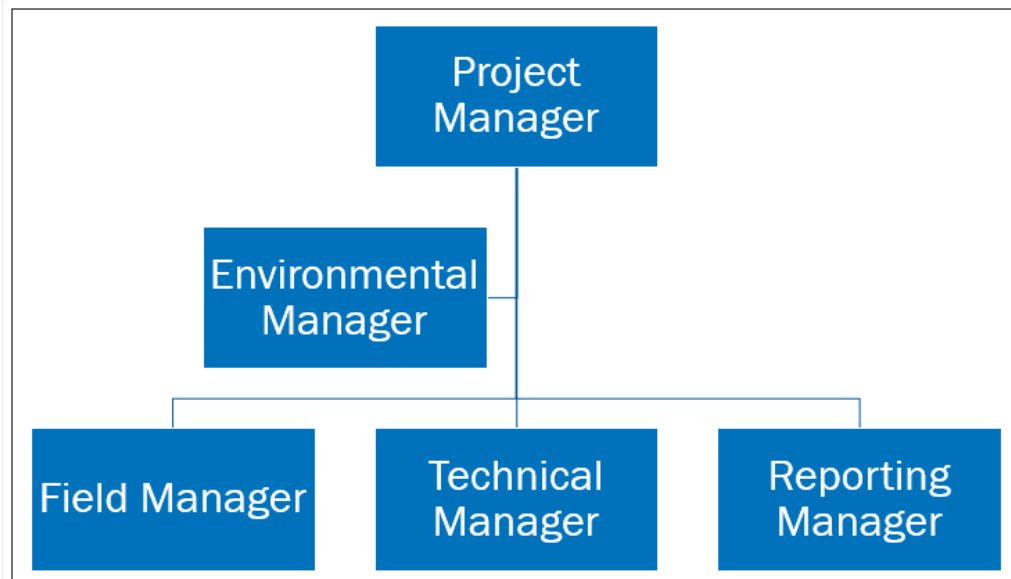 Project
Manager
Environmental
Manager
Field Manager
Technical
Manager
Reporting
Manager